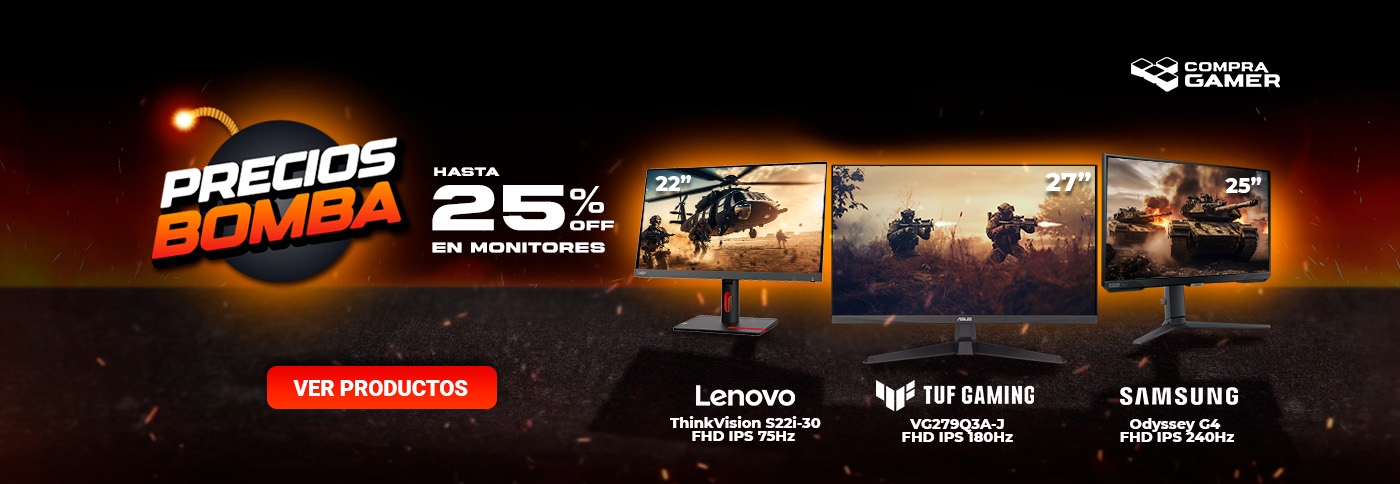 COMPRA
GAMER
PRECIOS
BOMBA
HASTA
25%
OFF
EN MONITORES
22”
27”
25”
ASUS
VER PRODUCTOS
Lenovo
ThinkVision S22i-30
FHD IPS 75Hz
TUF GAMING
VG279Q3A-J
FHD IPS 180Hz
SAMSUNG
Odyssey G4
FHD IPS 240Hz